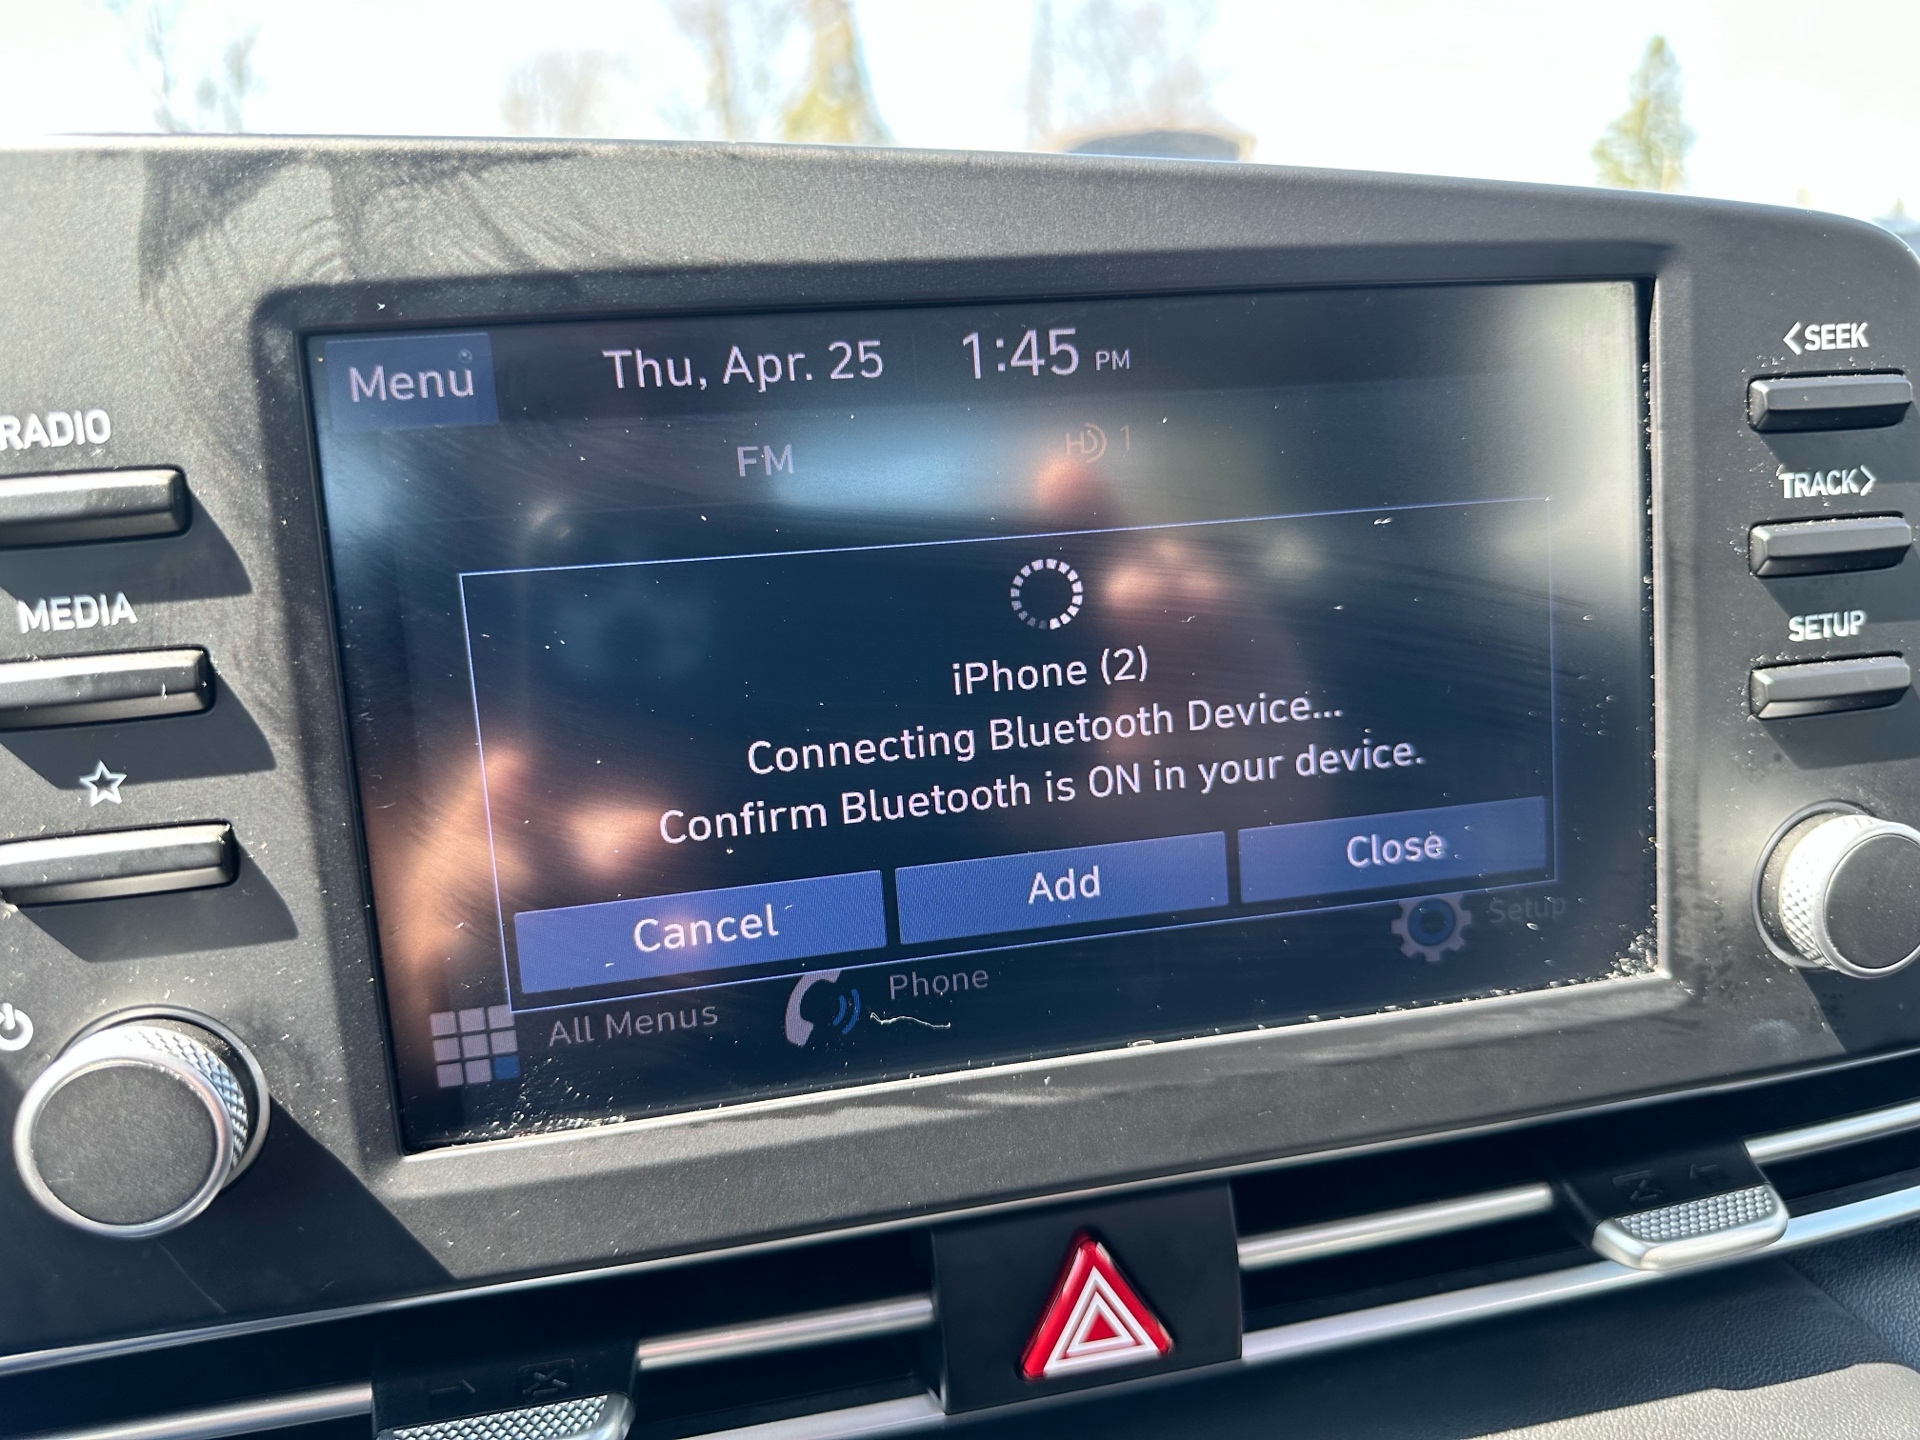 Menu
Thu, Apr. 25
1:45 PM
FM
HD 1
iPhone (2)
Connecting Bluetooth Device...
Confirm Bluetooth is ON in your device.
Cancel
Add
Close
All Menus
Phone
Setup
RADIO
MEDIA
<SEEK
TRACK>
SETUP